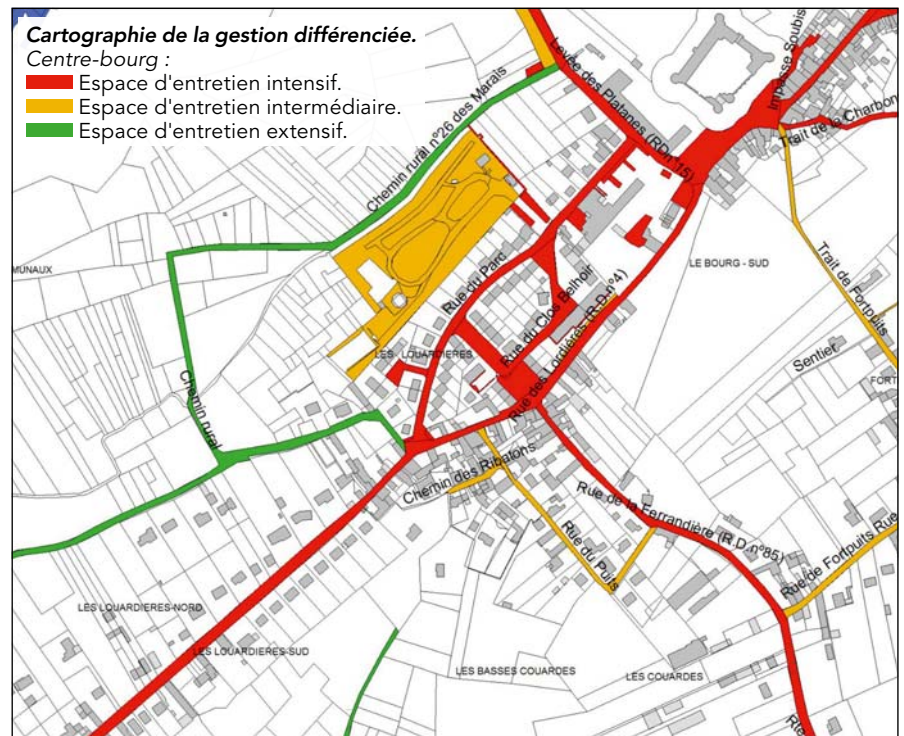 Cartographie de la gestion différenciée.
Centre-bourg :
Espace d'entretien intensif.
Espace d'entretien intermédiaire.
Espace d'entretien extensif.
Levée des Platanes (RD n°15)
Impasse Soubis
Trait de la Charbon
Chemin rural n°26 des Marais
MUNAUX
LE BOURG - SUD
Trait de Fortpuits
Rue du Parc
Rue du Clos Belhoir
Rue des Lordières (R.D.n°4)
LES LOUARDIERES
Sentier
FORT
Chemin rural
Chemin des Ribatons
Rue de la Ferrandière (R.D.n°85)
Rue du Puits
Rue de Fortpuits Rue
LES LOUARDIERES-NORD
LES LOUARDIERES-SUD
LES BASSES COUARDES
LES COUARDES
Rte